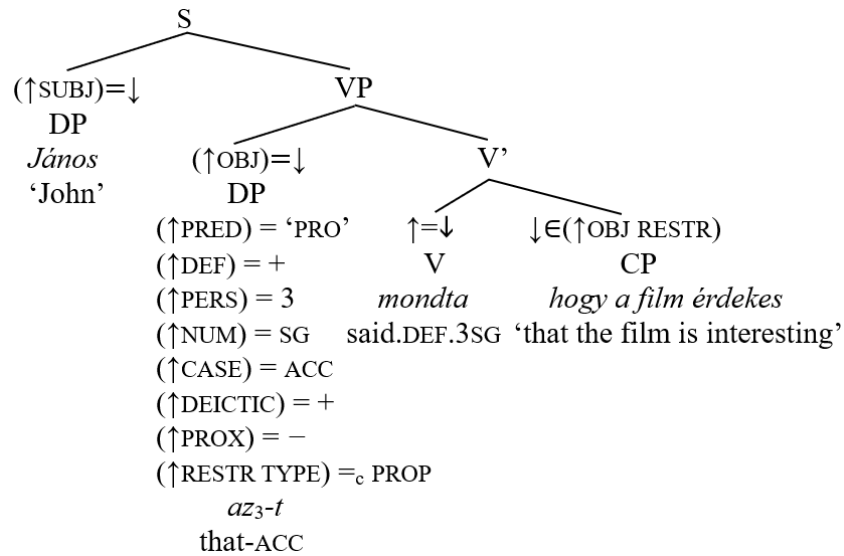 S
(↑SUBJ)=↓ VP
DP
János (↑OBJ)=↓ V’
‘John’ DP
(↑PRED) = ‘PRO’ ↑=↓ ↓∈(↑OBJ RESTR)
(↑DEF) = + V CP
(↑PERS) = 3 mondta hogy a film érdekes
(↑NUM) = SG said.DEF.3SG ‘that the film is interesting’
(↑CASE) = ACC
(↑DEICTIC) = +
(↑PROX) = −
(↑RESTR TYPE) =c PROP
az₃-t
that-ACC